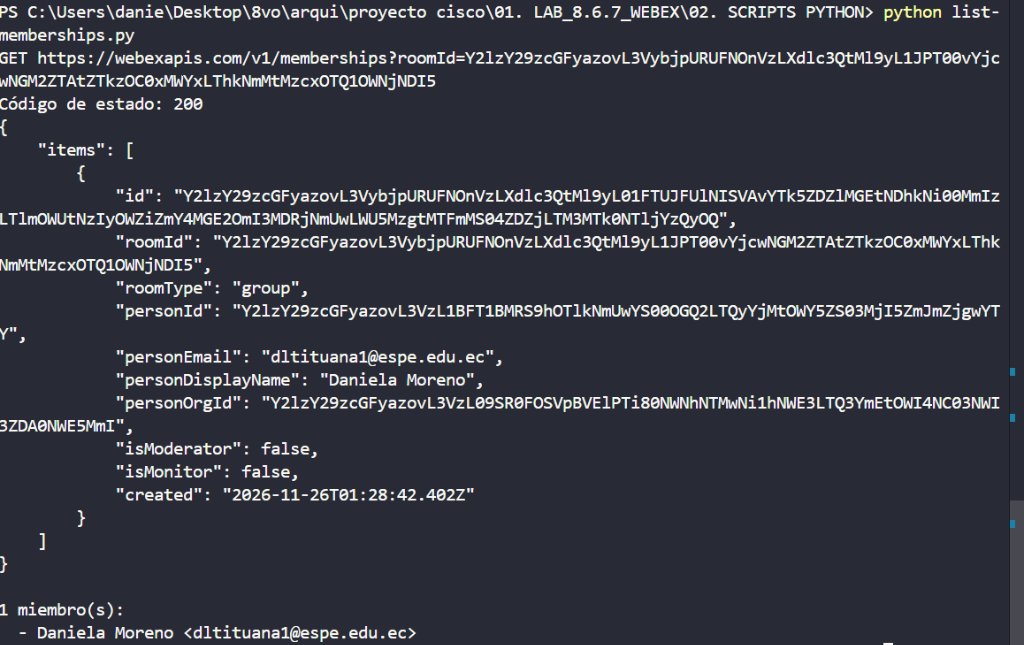 PS C:\Users\danie\Desktop\8vo\arqui\proyecto cisco\01. LAB_8.6.7_WEBEX\02. SCRIPTS PYTHON> python list-
memberships.py
GET https://webexapis.com/v1/memberships?roomId=Y2lzY29zcGFyazovL3VybjpURUFNOnVzLXdlc3QtMl9yL1JPT00vYjc
wNGM2ZTAtZTkzOC0xMWYxLThkNmMtMzcxOTQ1OWNjNDI5
Código de estado: 200
{
    "items": [
        {
            "id": "Y2lzY29zcGFyazovL3VybjpURUFNOnVzLXdlc3QtMl9yL01FTUJFUlNISVAvYTk5ZDZlMGEtNDhkNi00MmIz
LTlmOWUtNzIyOWZiZmY4MGE2OmI3MDRjNmUwLWU5MzgtMTFmMS04ZDZjLTM3MTk0NTljYzQyOQ",
            "roomId": "Y2lzY29zcGFyazovL3VybjpURUFNOnVzLXdlc3QtMl9yL1JPT00vYjcwNGM2ZTAtZTkzOC0xMWYxLThk
NmMtMzcxOTQ1OWNjNDI5",
            "roomType": "group",
            "personId": "Y2lzY29zcGFyazovL3VzL1BFT1BMRS9hOTlkNmUwYS00OGQ2LTQyYjMtOWY5ZS03MjI5ZmJmZjgwYT
Y",
            "personEmail": "dltituana1@espe.edu.ec",
            "personDisplayName": "Daniela Moreno",
            "personOrgId": "Y2lzY29zcGFyazovL3VzL09SR0FOSVpBVElPTi80NWNhNTMwNi1hNWE3LTQ3YmEtOWI4NC03NWI
3ZDA0NWE5MmI",
            "isModerator": false,
            "isMonitor": false,
            "created": "2026-11-26T01:28:42.402Z"
        }
    ]
}
1 miembro(s):
  - Daniela Moreno <dltituana1@espe.edu.ec>